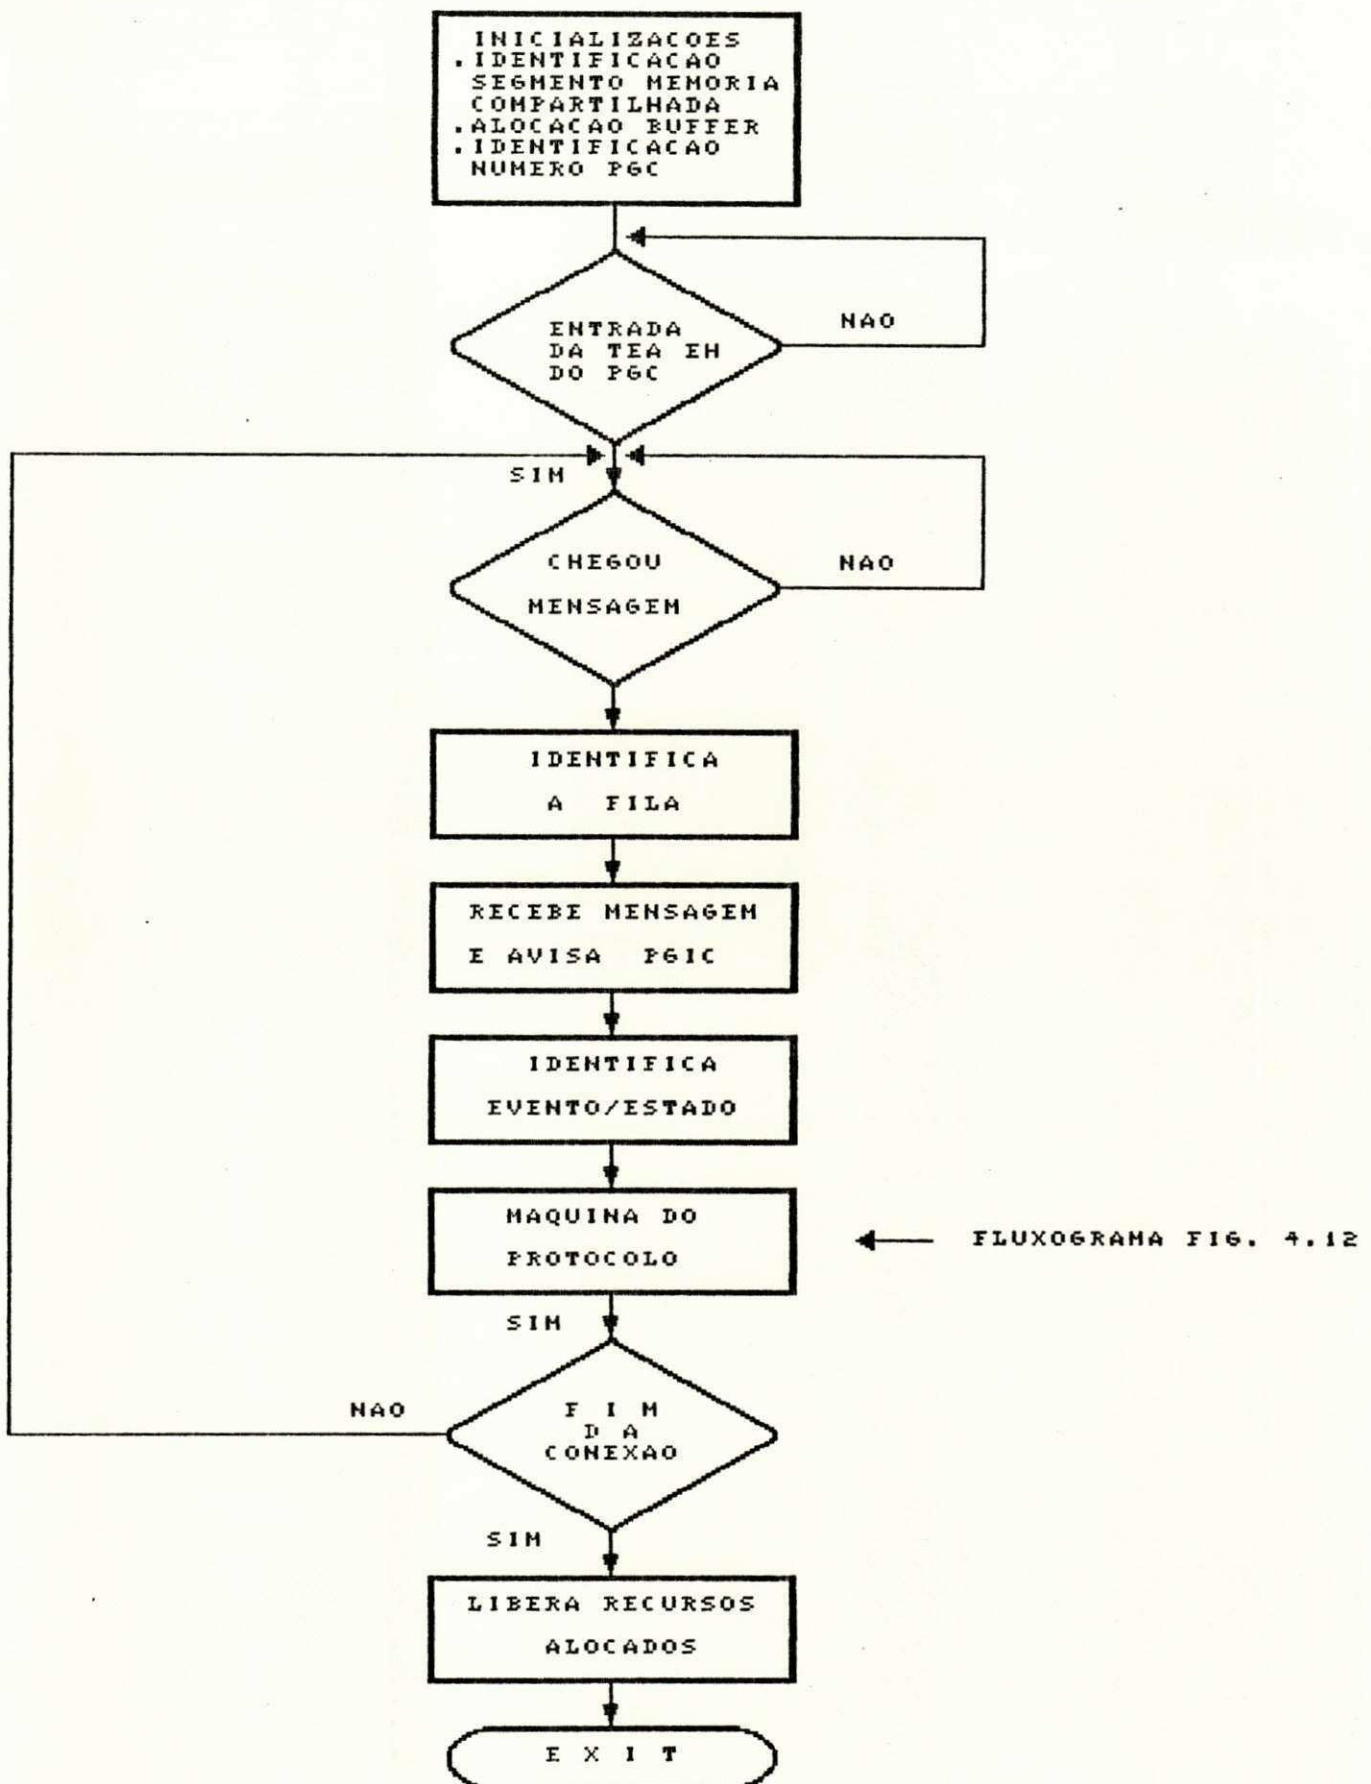 INICIALIZACOES
.IDENTIFICACAO
SEGMENTO MEMORIA
COMPARTILHADA
.ALOCACAO BUFFER
.IDENTIFICACAO
NUMERO PGC
NAO
ENTRADA
DA TEA EH
DO PGC
SIM
CHEGOU
NAO
MENSAGEM
IDENTIFICA
A FILA
RECEBE MENSAGEM
E AVISA PGIC
IDENTIFICA
EVENTO/ESTADO
MAQUINA DO
PROTOCOLO
FLUXOGRAMA FIG. 4.12
SIM
NAO
F I M
D A
CONEXAO
SIM
LIBERA RECURSOS
ALOCADOS
E X I T